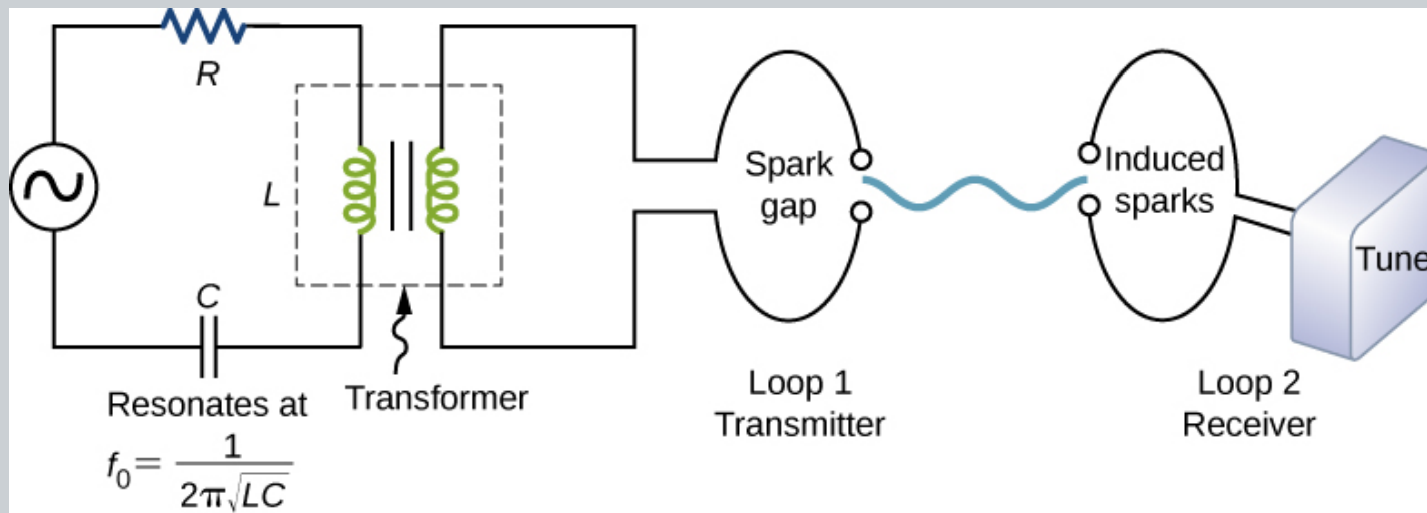 R
L
C
Resonates at
f₀ = 1 / 2π√LC
Transformer
Spark
gap
Loop 1
Transmitter
Induced
sparks
Loop 2
Receiver